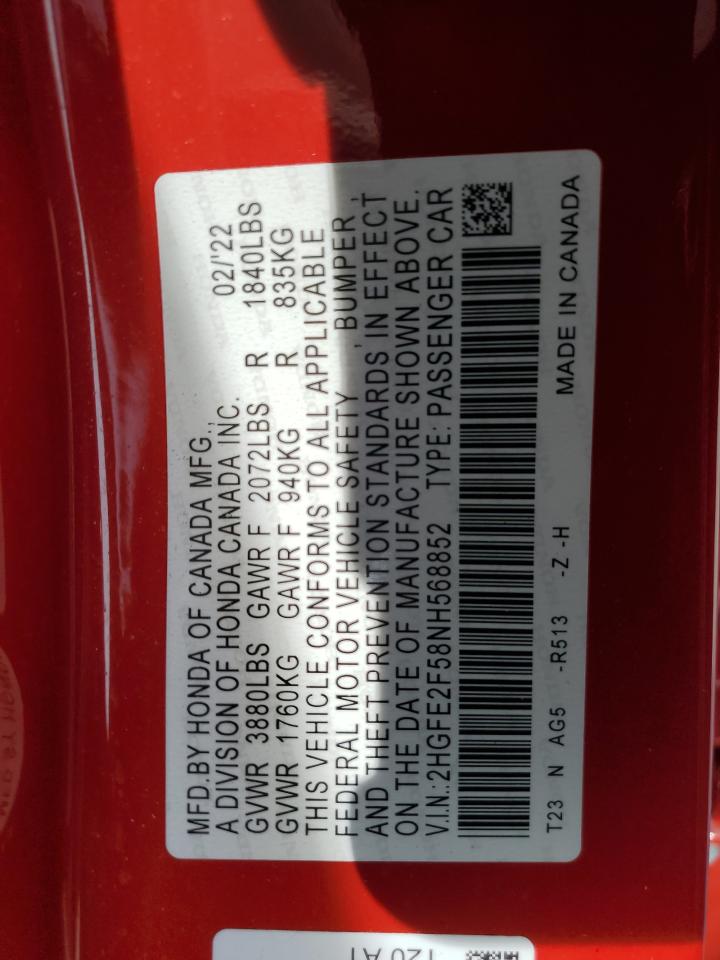 MFD.BY HONDA OF CANADA MFG.,
A DIVISION OF HONDA CANADA INC. 02/'22
GVWR 3880LBS GAWR F 2072LBS R 1840LBS
GVWR 1760KG GAWR F 940KG R 835KG
THIS VEHICLE CONFORMS TO ALL APPLICABLE
FEDERAL MOTOR VEHICLE SAFETY , BUMPER ,
AND THEFT PREVENTION STANDARDS IN EFFECT
ON THE DATE OF MANUFACTURE SHOWN ABOVE.
V.I.N.:2HGFE2F58NH568852 TYPE: PASSENGER CAR
T23 N AG5 -R513 -Z -H MADE IN CANADA